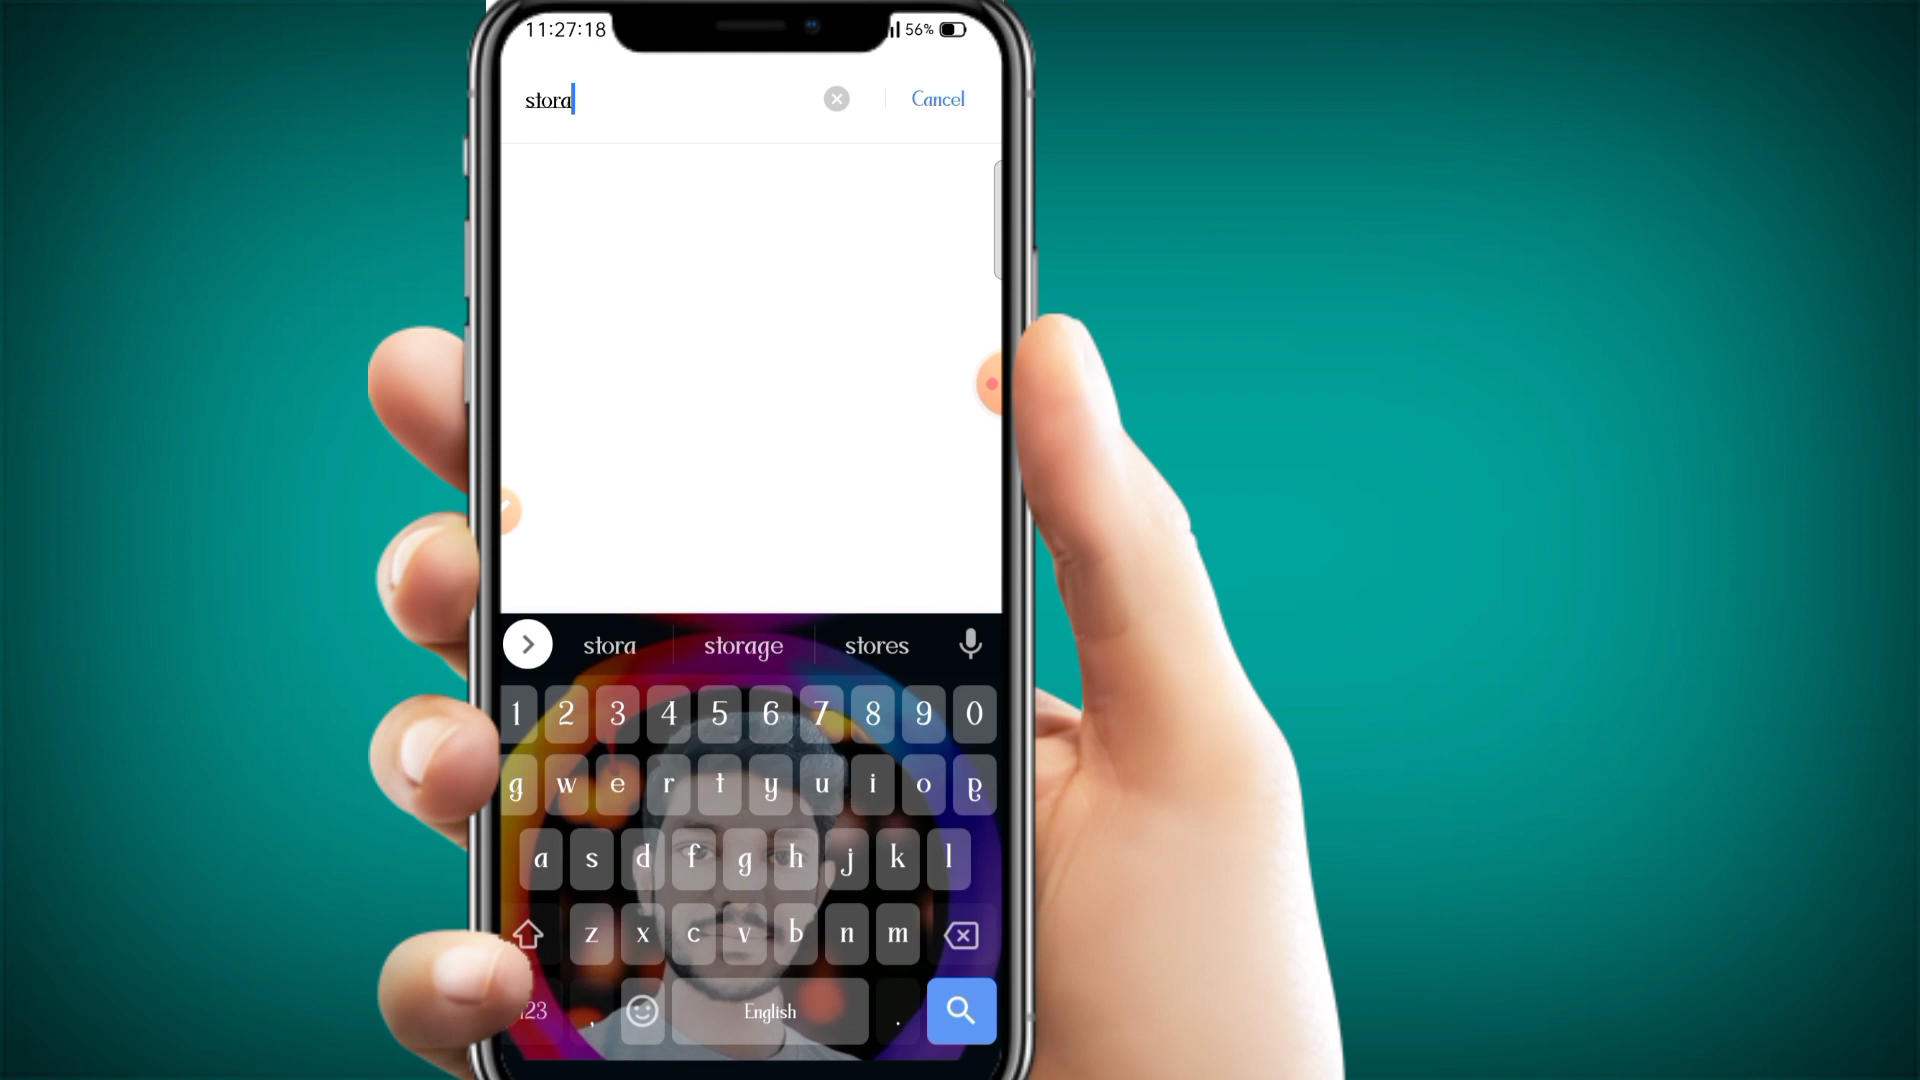 11:27:18 56%
stora Cancel
stora storage stores
1 2 3 4 5 6 7 8 9 0
q w e r t y u i o p
a s d f g h j k l
z x c v b n m
123 , English .